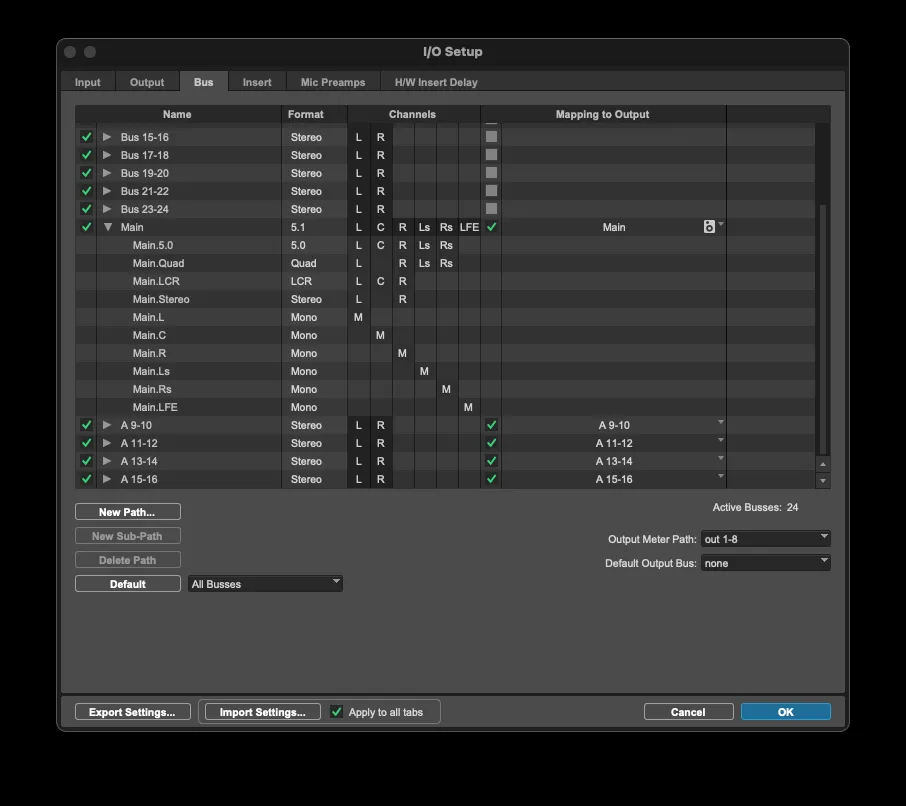 I/O Setup
Input Output Bus Insert Mic Preamps H/W Insert Delay
Name Format Channels Mapping to Output
Bus 15-16 Stereo L R
Bus 17-18 Stereo L R
Bus 19-20 Stereo L R
Bus 21-22 Stereo L R
Bus 23-24 Stereo L R
Main 5.1 L C R Ls Rs LFE Main
Main.5.0 5.0 L C R Ls Rs
Main.Quad Quad L R Ls Rs
Main.LCR LCR L C R
Main.Stereo Stereo L R
Main.L Mono M
Main.C Mono M
Main.R Mono M
Main.Ls Mono M
Main.Rs Mono M
Main.LFE Mono M
A 9-10 Stereo L R A 9-10
A 11-12 Stereo L R A 11-12
A 13-14 Stereo L R A 13-14
A 15-16 Stereo L R A 15-16
New Path... Active Busses: 24
New Sub-Path Output Meter Path: out 1-8
Delete Path Default Output Bus: none
Default All Busses
Export Settings... Import Settings... Apply to all tabs Cancel OK